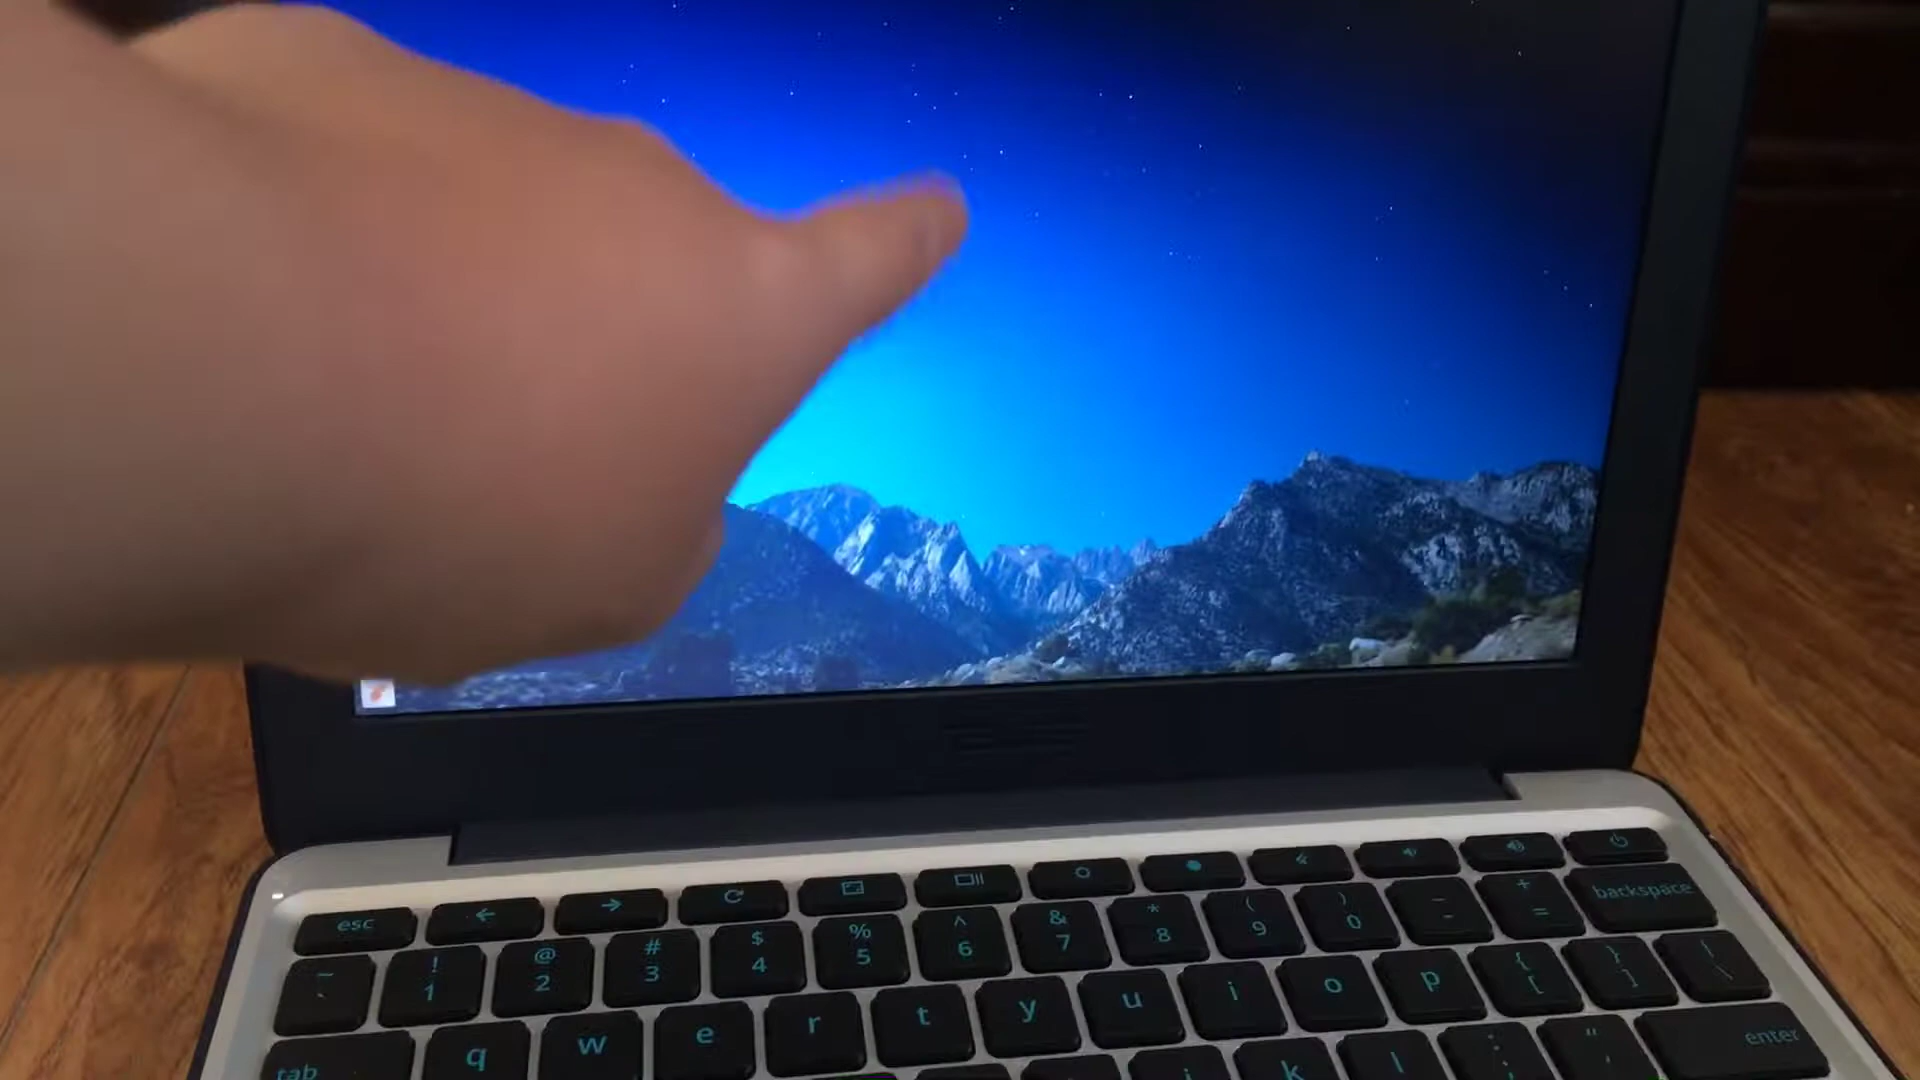 esc
~ ! @ # $ % ^ & * ( ) _ + backspace
` 1 2 3 4 5 6 7 8 9 0 - =
tab q w e r t y u i o p { [ } ] | \
j k l : ; " ' enter